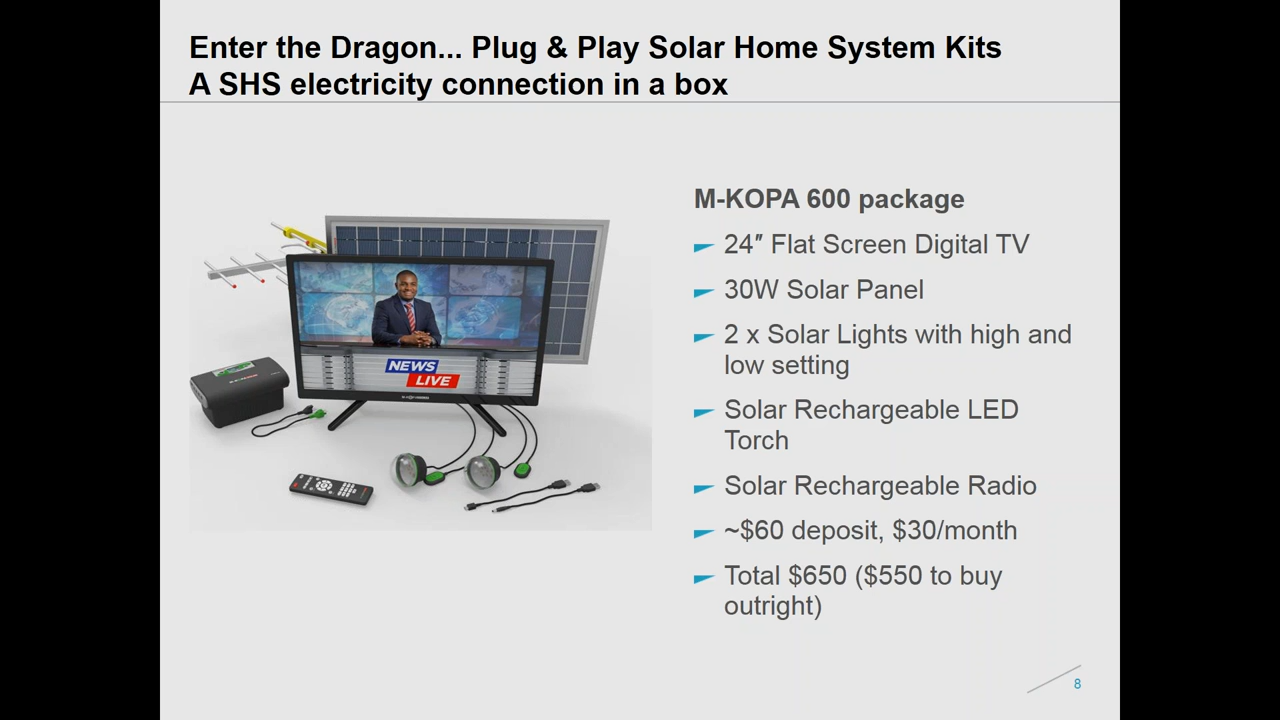 Enter the Dragon... Plug & Play Solar Home System Kits
A SHS electricity connection in a box
M-KOPA 600 package
24″ Flat Screen Digital TV
30W Solar Panel
2 x Solar Lights with high and
low setting
Solar Rechargeable LED
Torch
Solar Rechargeable Radio
~$60 deposit, $30/month
Total $650 ($550 to buy
outright)
NEWS
LIVE
8